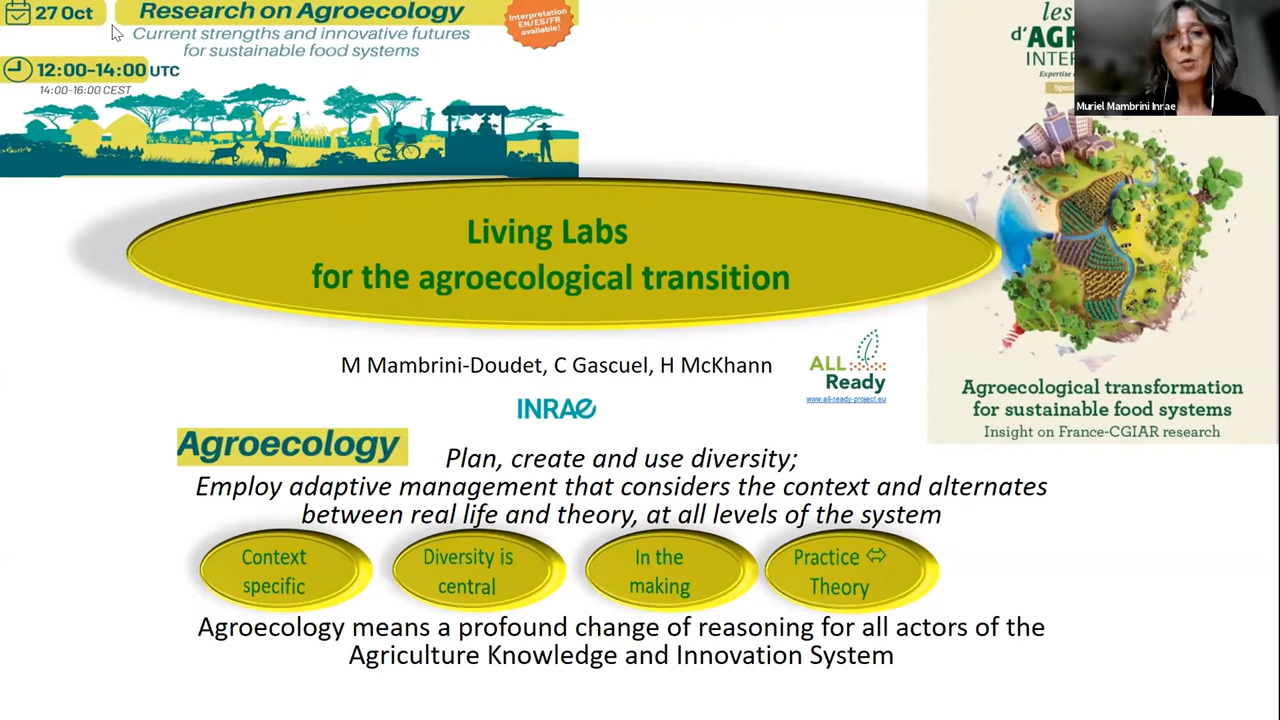 27 Oct
Research on Agroecology
Current strengths and innovative futures
for sustainable food systems
Interpretation
EN/ES/FR
available!
12:00-14:00 UTC
14:00-16:00 CEST
les
d'AGR
INTER
Expertise
Spec
Muriel Mambrini Inrae
Living Labs
for the agroecological transition
M Mambrini-Doudet, C Gascuel, H McKhann
ALL
Ready
www.all-ready-project.eu
INRAE
Agroecological transformation
for sustainable food systems
Insight on France-CGIAR research
Agroecology
Plan, create and use diversity;
Employ adaptive management that considers the context and alternates
between real life and theory, at all levels of the system
Context
specific
Diversity is
central
In the
making
Practice ⇔
Theory
Agroecology means a profound change of reasoning for all actors of the
Agriculture Knowledge and Innovation System